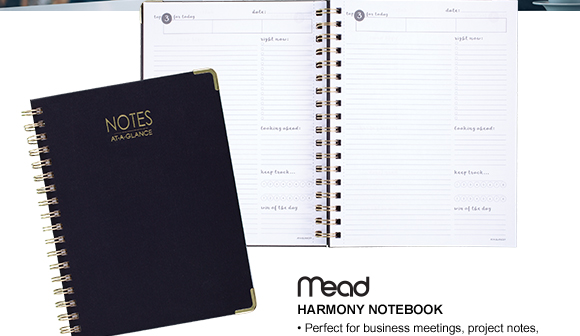 date:
top 3 for today
right now:
looking ahead:
keep track...
win of the day
date:
top 3 for today
right now:
looking ahead:
keep track...
win of the day
NOTES
AT-A-GLANCE
mead
HARMONY NOTEBOOK
• Perfect for business meetings, project notes,